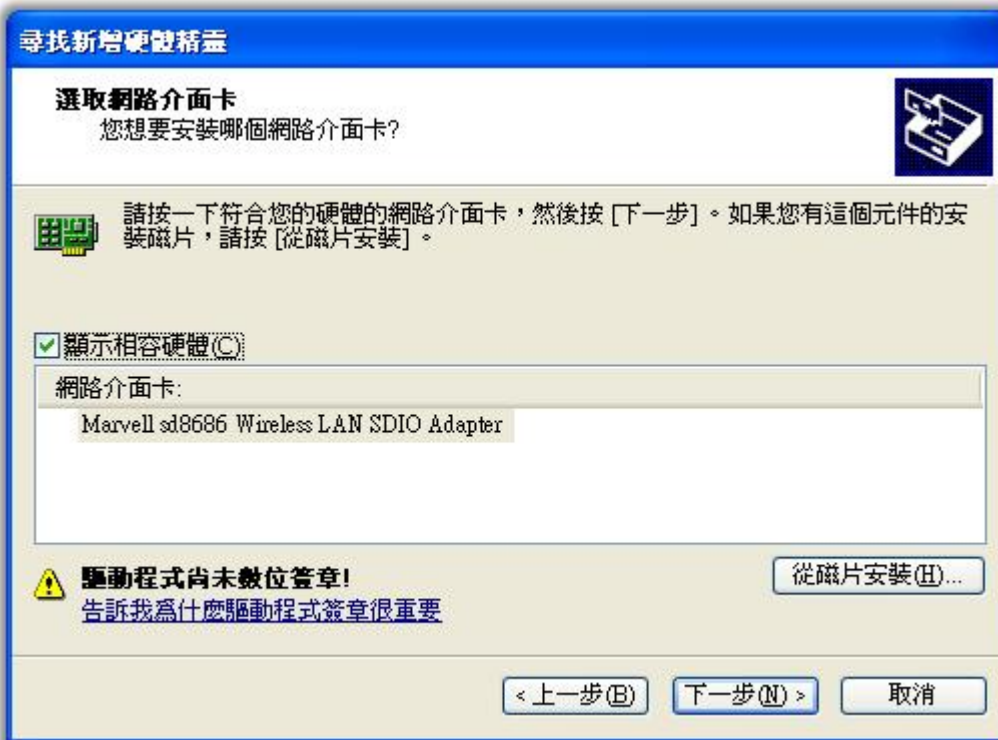 尋找新增硬體精靈
選取網路介面卡
您想要安裝哪個網路介面卡?
請按一下符合您的硬體的網路介面卡，然後按 [下一步]。如果您有這個元件的安
裝磁片，請按 [從磁片安裝]。
顯示相容硬體(C)
網路介面卡:
Marvell sd8686 Wireless LAN SDIO Adapter
驅動程式尚未數位簽章!
從磁片安裝(H)...
告訴我爲什麼驅動程式簽章很重要
< 上一步(B)
下一步(N) >
取消